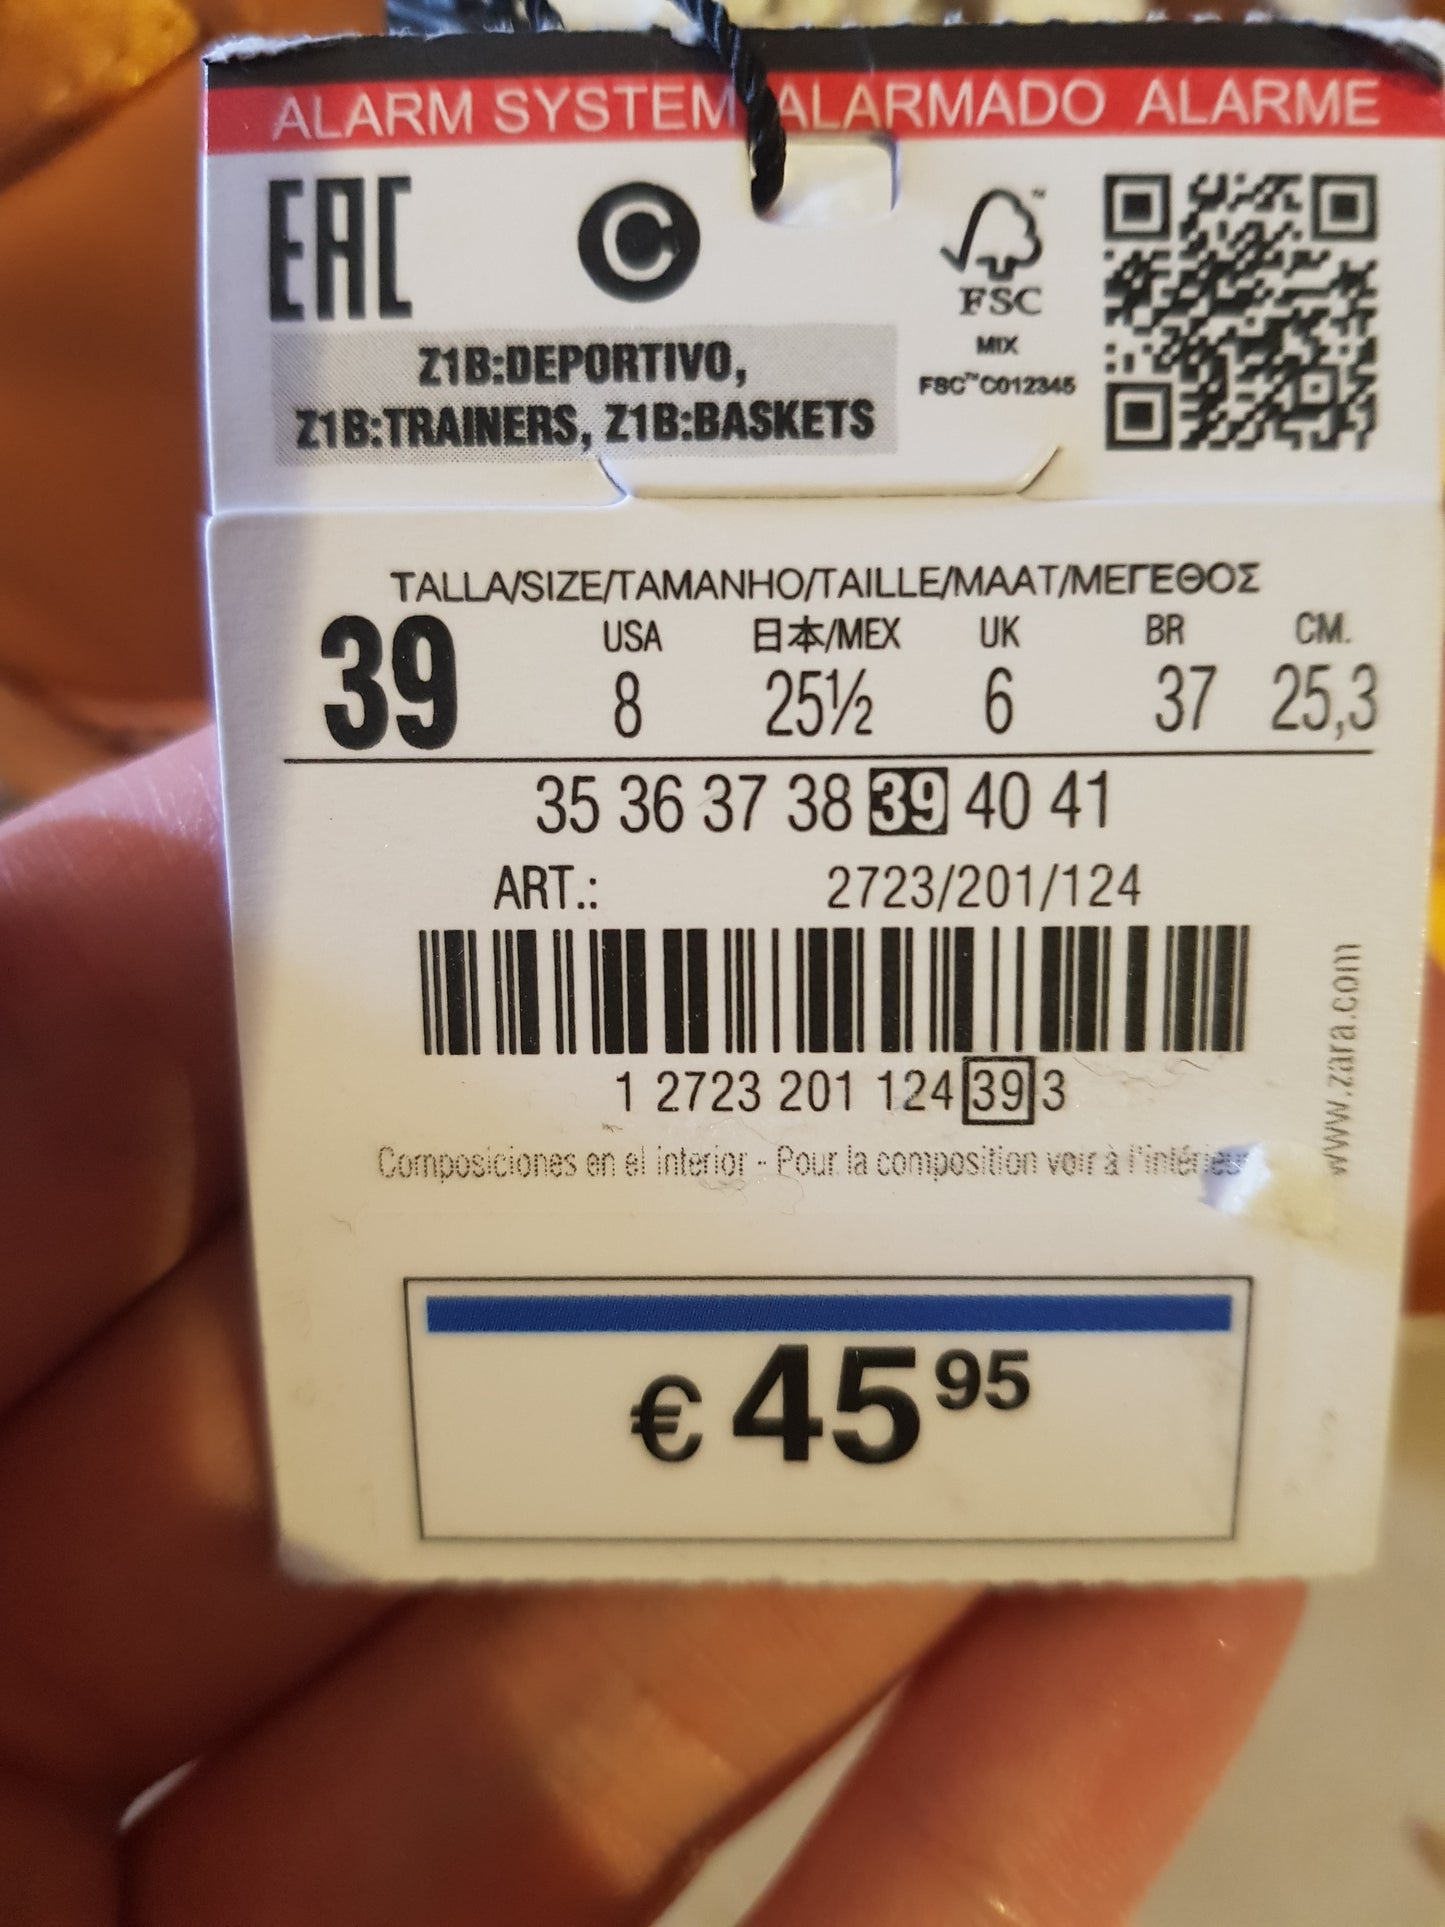 ALARM SYSTEM ALARMADO ALARME
EAC
C
FSC™
MIX
FSC™ C012345
Z1B:DEPORTIVO,
Z1B:TRAINERS, Z1B:BASKETS
TALLA/SIZE/TAMANHO/TAILLE/MAAT/ΜΕΓΕΘΟΣ
39 USA 日本/MEX UK BR CM.
8 25½ 6 37 25,3
35 36 37 38 39 40 41
ART.: 2723/201/124
1 2723 201 124 39 3
www.zara.com
Composiciones en el interior - Pour la composition voir à l'intérieur
€ 45 95